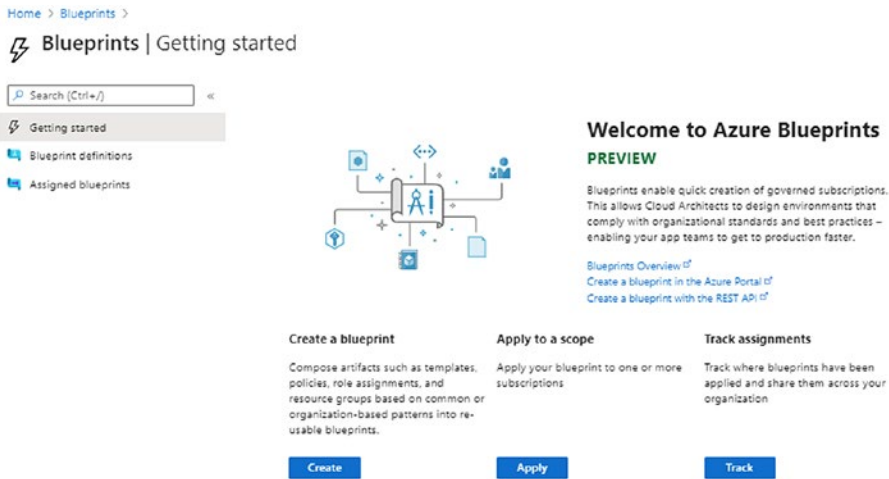 Home > Blueprints >
Blueprints | Getting started
Search (Ctrl+/)
«
Getting started
Blueprint definitions
Assigned blueprints
Welcome to Azure Blueprints
PREVIEW
Blueprints enable quick creation of governed subscriptions.
This allows Cloud Architects to design environments that
comply with organizational standards and best practices –
enabling your app teams to get to production faster.
Blueprints Overview
Create a blueprint in the Azure Portal
Create a blueprint with the REST API
Create a blueprint
Compose artifacts such as templates,
policies, role assignments, and
resource groups based on common or
organization-based patterns into re-
usable blueprints.
Create
Apply to a scope
Apply your blueprint to one or more
subscriptions
Apply
Track assignments
Track where blueprints have been
applied and share them across your
organization
Track